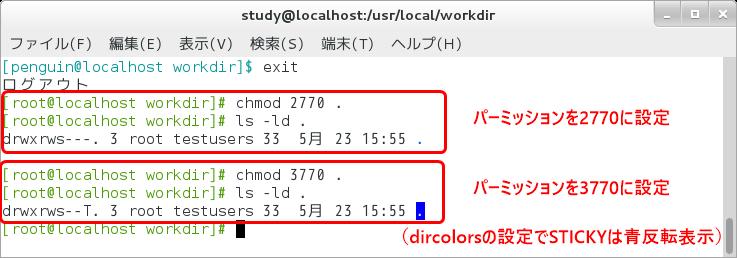 study@localhost:/usr/local/workdir
ファイル(F) 編集(E) 表示(V) 検索(S) 端末(T) ヘルプ(H)
[penguin@localhost workdir]$ exit
ログアウト
[root@localhost workdir]# chmod 2770 .
[root@localhost workdir]# ls -ld .
drwxrws---. 3 root testusers 33  5月 23 15:55 .
パーミッションを2770に設定
[root@localhost workdir]# chmod 3770 .
[root@localhost workdir]# ls -ld .
drwxrws--T. 3 root testusers 33  5月 23 15:55 .
パーミッションを3770に設定
[root@localhost workdir]#
(dircolorsの設定でSTICKYは青反転表示)